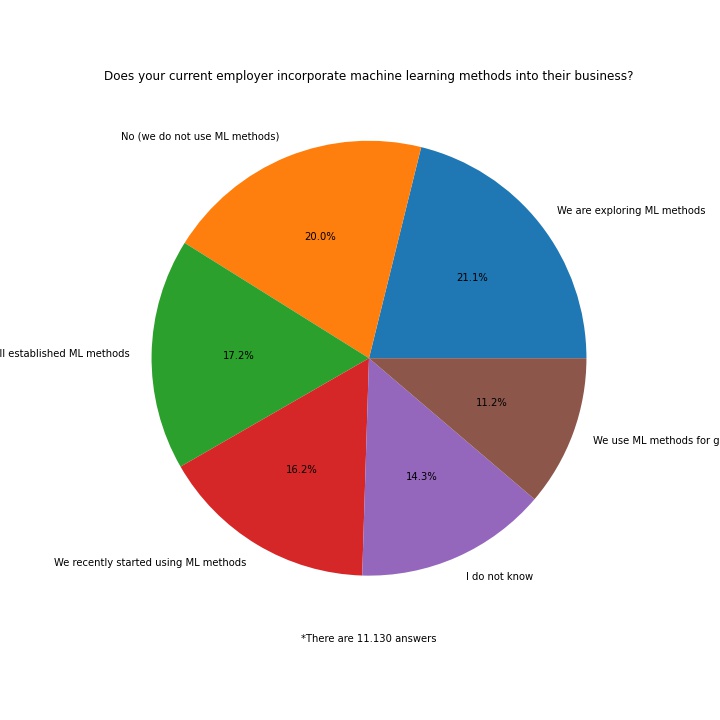 Does your current employer incorporate machine learning methods into their business?
No (we do not use ML methods)
We are exploring ML methods
20.0%
21.1%
established ML methods
17.2%
11.2%
We use ML methods for
16.2%
14.3%
We recently started using ML methods
I do not know
*There are 11.130 answers